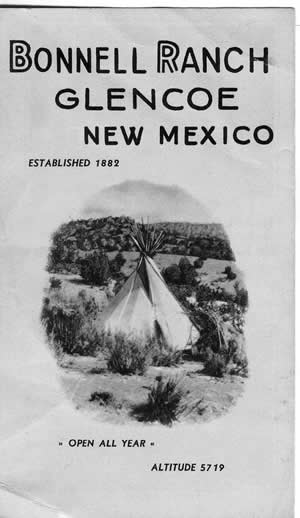 BONNELL RANCH
GLENCOE
NEW MEXICO
ESTABLISHED 1882
" OPEN ALL YEAR "
ALTITUDE 5719